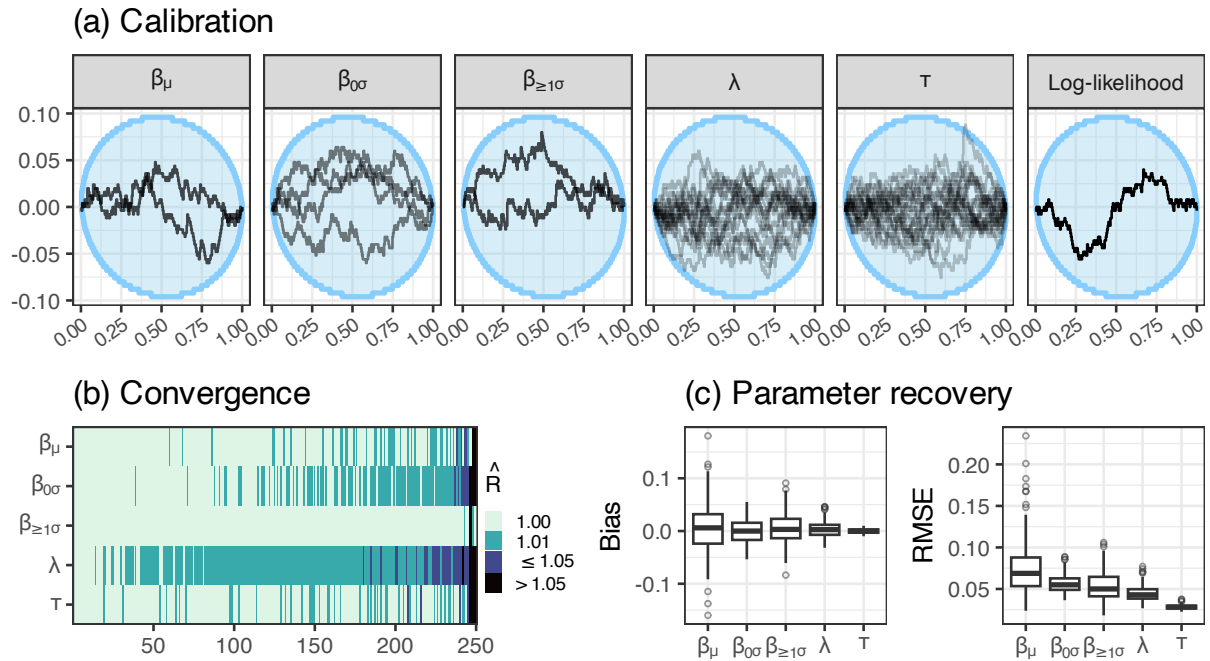 (a) Calibration
βμ β0σ β≥1σ λ τ Log-likelihood
0.10
0.05
0.00
-0.05
-0.10
0.00 0.25 0.50 0.75 1.00 0.00 0.25 0.50 0.75 1.00 0.00 0.25 0.50 0.75 1.00 0.00 0.25 0.50 0.75 1.00 0.00 0.25 0.50 0.75 1.00 0.00 0.25 0.50 0.75 1.00
(b) Convergence
βμ
β0σ
β≥1σ
λ
τ
50 100 150 200 250
R̂
1.00
1.01
≤ 1.05
> 1.05
(c) Parameter recovery
Bias
0.1
0.0
-0.1
βμ β0σ β≥1σ λ τ
RMSE
0.20
0.15
0.10
0.05
βμ β0σ β≥1σ λ τ